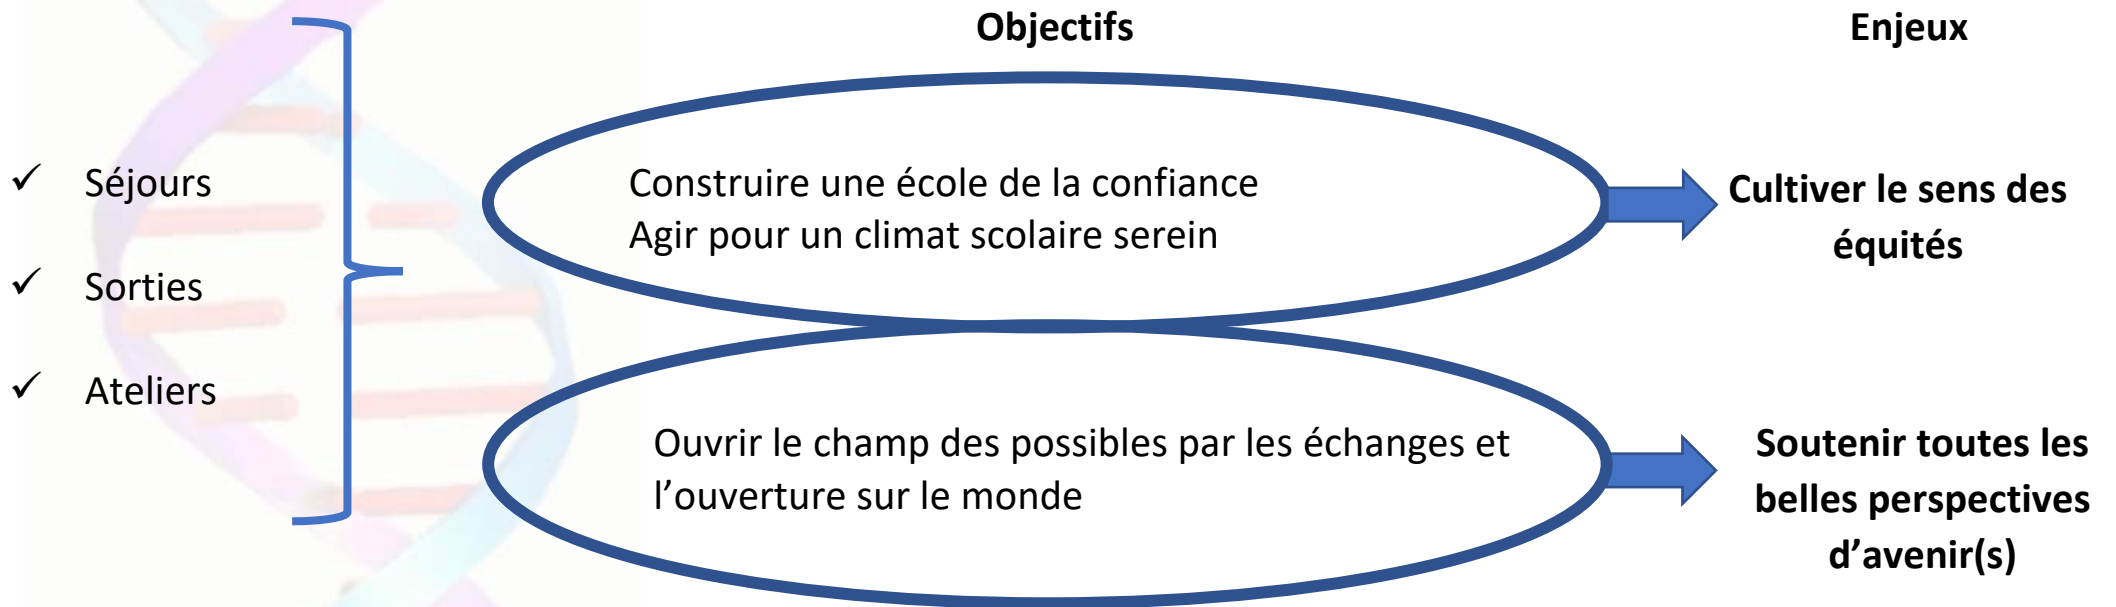 Objectifs
Enjeux
✓ Séjours
✓ Sorties
✓ Ateliers
Construire une école de la confiance
Agir pour un climat scolaire serein
Cultiver le sens des
équités
Ouvrir le champ des possibles par les échanges et
l’ouverture sur le monde
Soutenir toutes les
belles perspectives
d’avenir(s)